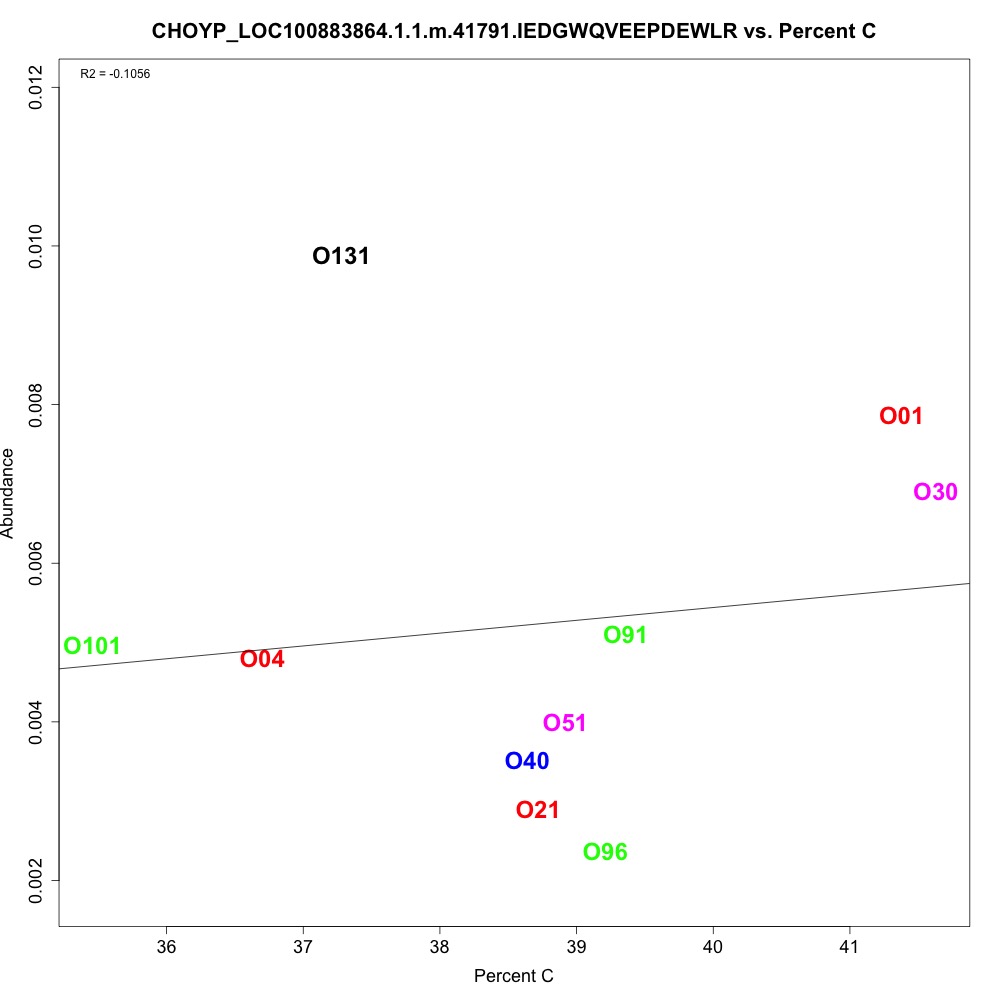 CHOYP_LOC100883864.1.1.m.41791.IEDGWQVEEPDEWLR vs. Percent C
R2 = -0.1056
0.012
0.010
0.008
0.006
0.004
0.002
Abundance
O131
O01
O30
O91
O101
O04
O51
O40
O21
O96
36 37 38 39 40 41
Percent C